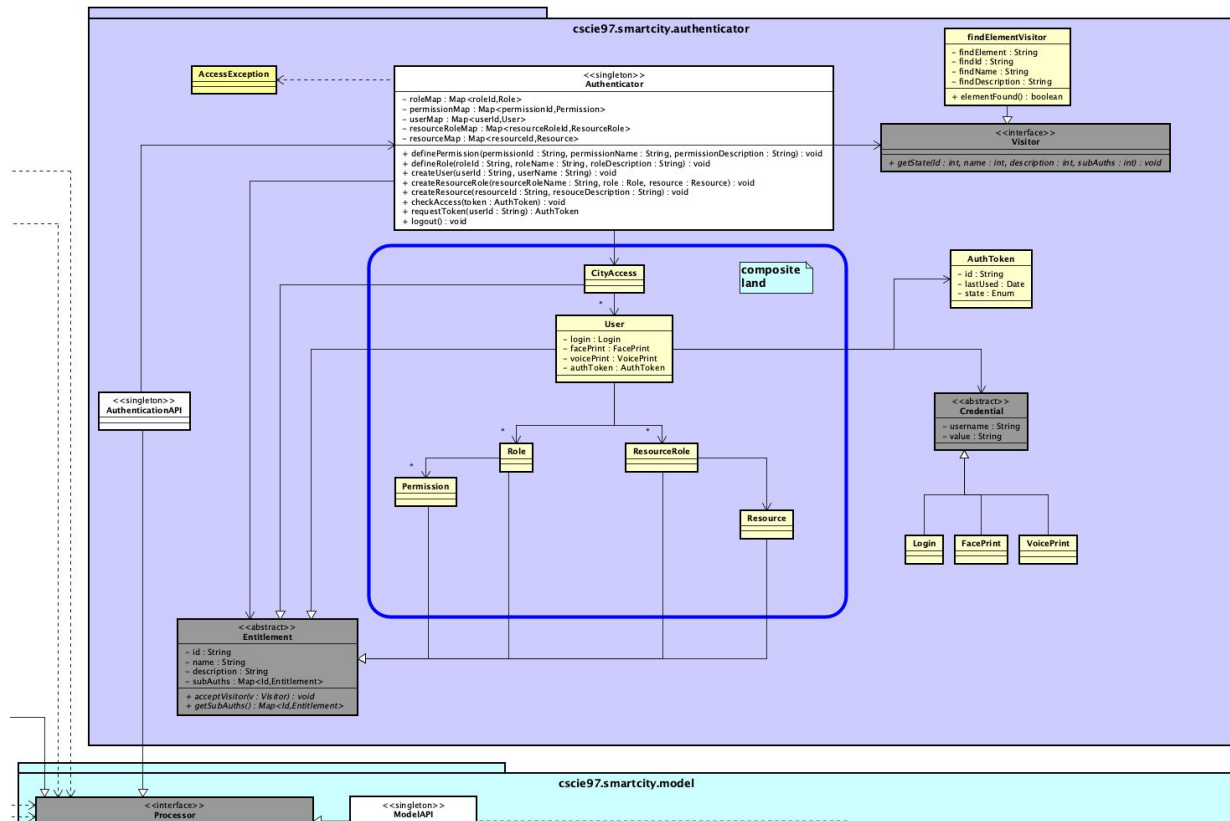 cscie97.smartcity.authenticator
findElementVisitor
– findElement : String
– findId : String
– findName : String
– findDescription : String
+ elementFound() : boolean
AccessException
<<singleton>>
Authenticator
– roleMap : Map<roleId,Role>
– permissionMap : Map<permissionId,Permission>
– userMap : Map<userId,User>
– resourceRoleMap : Map<resourceRoleId,ResourceRole>
– resourceMap : Map<resourceId,Resource>
+ definePermission(permissionId : String, permissionName : String, permissionDescription : String) : void
+ defineRole(roleId : String, roleName : String, roleDescription : String) : void
+ createUser(userId : String, userName : String) : void
+ createResourceRole(resourceRoleName : String, role : Role, resource : Resource) : void
+ createResource(resourceId : String, resouceDescription : String) : void
+ checkAccess(token : AuthToken) : void
+ requestToken(userId : String) : AuthToken
+ logout() : void
<<interface>>
Visitor
+ getState(Id : int, name : int, description : int, subAuths : int) : void
CityAccess
composite
land
AuthToken
– id : String
– lastUsed : Date
– state : Enum
*
User
– login : Login
– facePrint : FacePrint
– voicePrint : VoicePrint
– authToken : AuthToken
<<singleton>>
AuthenticationAPI
<<abstract>>
Credential
– username : String
– value : String
*
*
Role
ResourceRole
*
Permission
Resource
Login
FacePrint
VoicePrint
<<abstract>>
Entitlement
– id : String
– name : String
– description : String
– subAuths : Map<Id,Entitlement>
+ acceptVisitor(v : Visitor) : void
+ getSubAuths() : Map<Id,Entitlement>
cscie97.smartcity.model
<<interface>>
Processor
<<singleton>>
ModelAPI